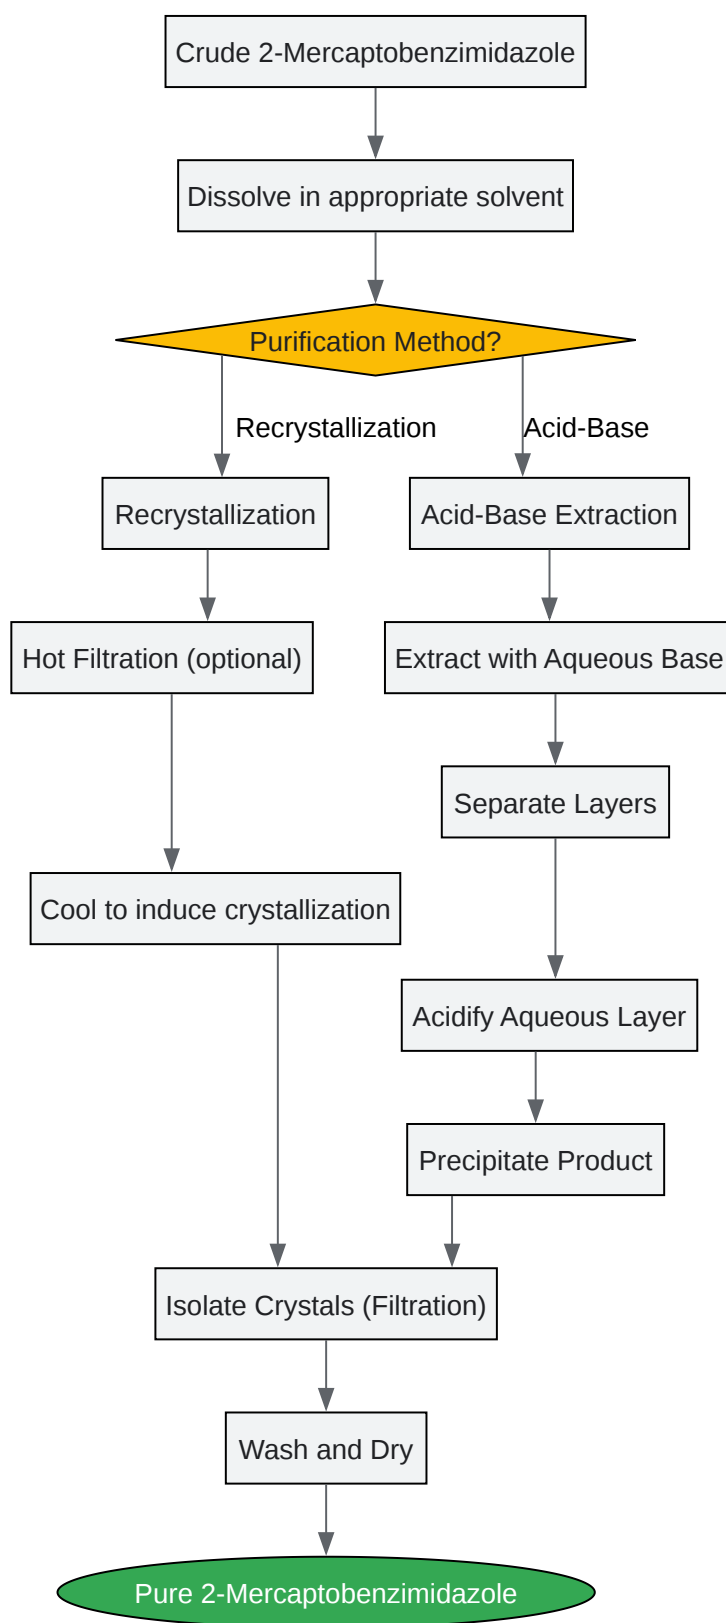 Crude 2-Mercaptobenzimidazole
Dissolve in appropriate solvent
Purification Method?
Recrystallization
Acid-Base
Recrystallization
Acid-Base Extraction
Hot Filtration (optional)
Extract with Aqueous Base
Separate Layers
Cool to induce crystallization
Acidify Aqueous Layer
Precipitate Product
Isolate Crystals (Filtration)
Wash and Dry
Pure 2-Mercaptobenzimidazole